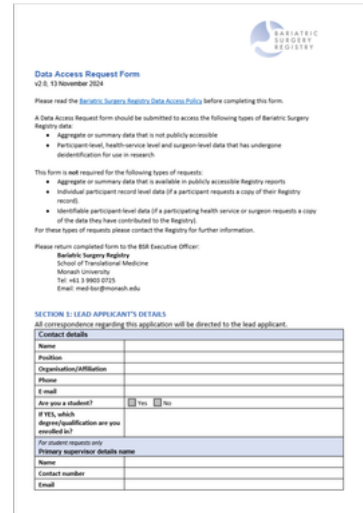 BARIATRIC
SURGERY
REGISTRY
Data Access Request Form
v2.0, 13 November 2024
Please read the Bariatric Surgery Registry Data Access Policy before completing this form.
A Data Access Request form should be submitted to access the following types of Bariatric Surgery
Registry data:
• Aggregate or summary data that is not publicly accessible
• Participant-level, health-service level and surgeon-level data that has undergone
deidentification for use in research
This form is not required for the following types of requests:
• Aggregate or summary data that is available in publicly accessible Registry reports
• Individual participant record level data (if a participant requests a copy of their Registry
record).
• Identifiable participant-level data (if a participating health service or surgeon requests a copy
of the data they have contributed to the Registry).
For these types of requests please contact the Registry for further information.
Please return completed form to the BSR Executive Officer:
Bariatric Surgery Registry
School of Translational Medicine
Monash University
Tel: +61 3 9903 0725
Email: med-bsr@monash.edu
SECTION 1: LEAD APPLICANT'S DETAILS
All correspondence regarding this application will be directed to the lead applicant.
Contact details
Name
Position
Organisation/Affiliation
Phone
E mail
Are you a student? Yes No
If YES, which
degree/qualification are you
enrolled in?
For student requests only
Primary supervisor details name
Name
Contact number
Email